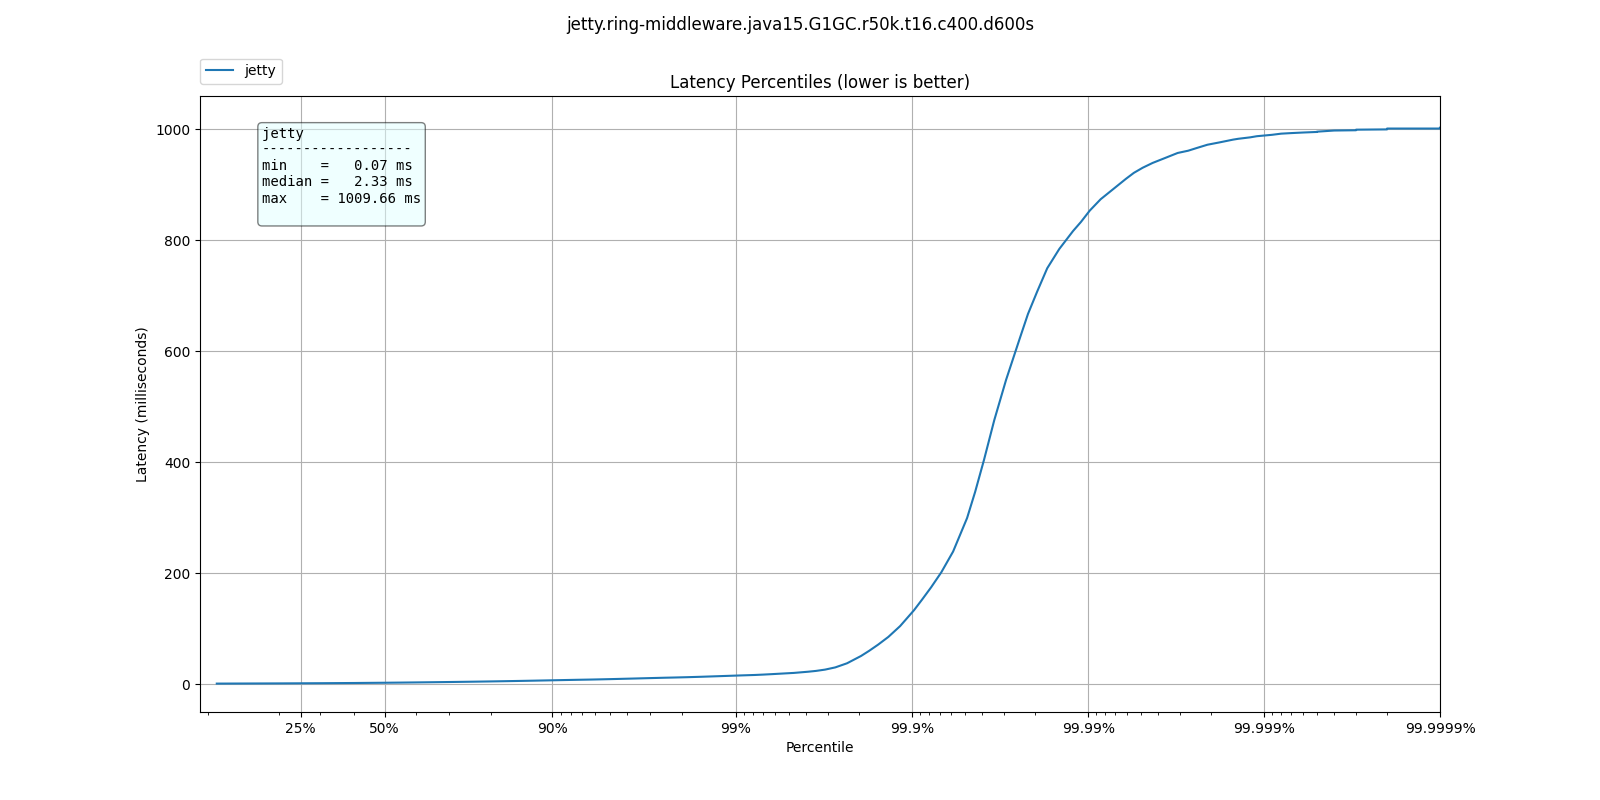 jetty.ring-middleware.java15.G1GC.r50k.t16.c400.d600s
jetty
Latency Percentiles (lower is better)
jetty
------------------
min    =   0.07 ms
median =   2.33 ms
max    = 1009.66 ms
1000
800
600
400
200
0
Latency (milliseconds)
25% 50% 90% 99% 99.9% 99.99% 99.999% 99.9999%
Percentile